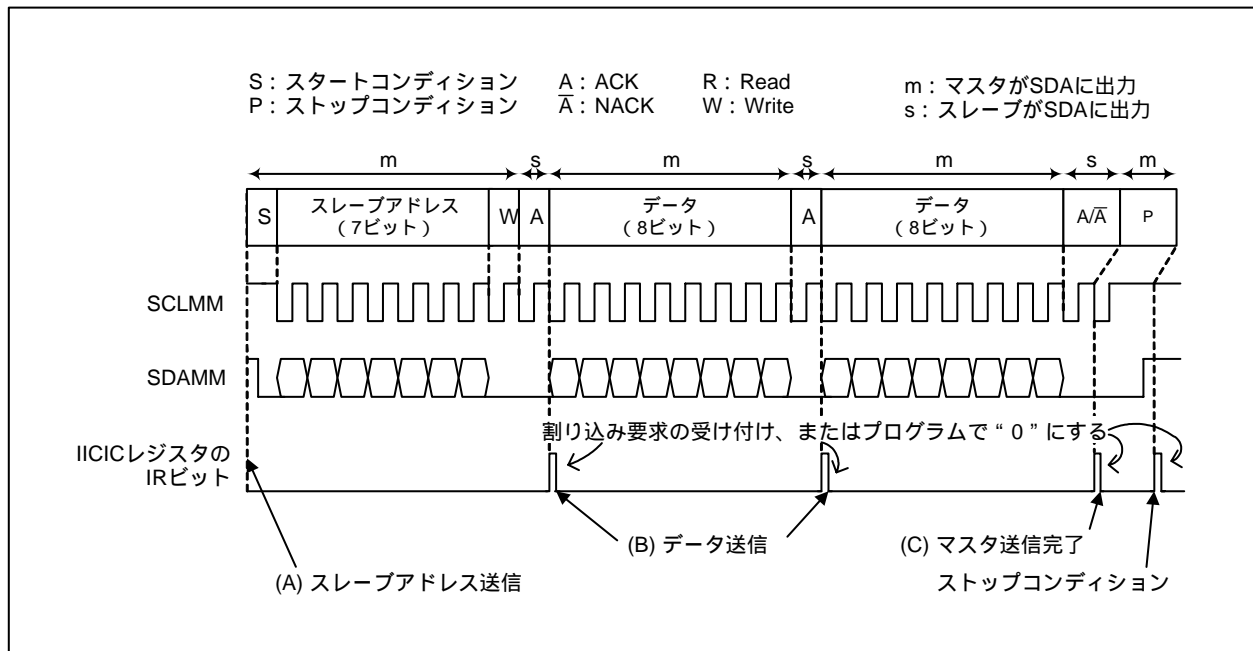 S：スタートコンディション A：ACK R：Read m：マスタがSDAに出力
P：ストップコンディション A̅：NACK W：Write s：スレーブがSDAに出力
m s m s m s m
S スレーブアドレス（7ビット） W A データ（8ビット） A データ（8ビット） A/A̅ P
SCLMM
SDAMM
割り込み要求の受け付け、またはプログラムで“0”にする
IICICレジスタの
IRビット
(B) データ送信 (C) マスタ送信完了
(A) スレーブアドレス送信 ストップコンディション